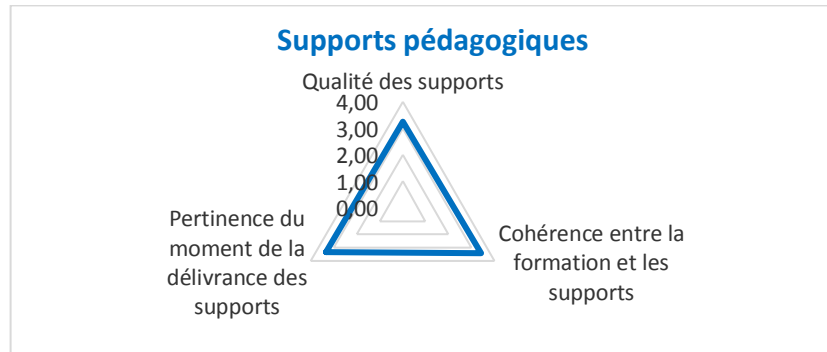 Supports pédagogiques
Qualité des supports
4,00
3,00
2,00
1,00
0,00
Pertinence du
moment de la
délivrance des
supports
Cohérence entre la
formation et les
supports